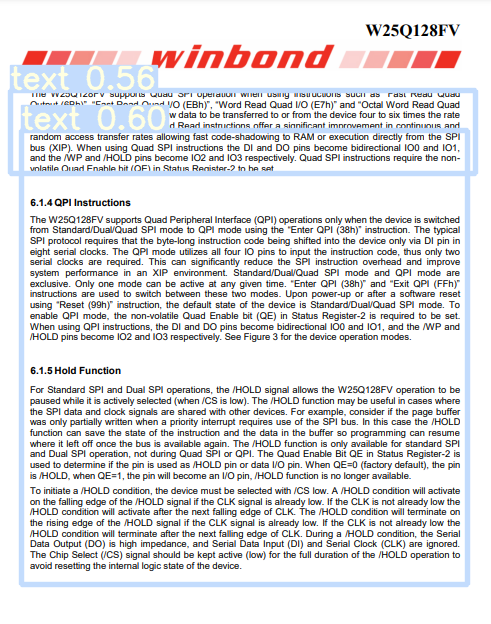 W25Q128FV
winbond
text 0.56
The W25Q128FV supports Quad SPI operation when using instructions such as "Fast Read Quad
text 0.60
I/O (EBh)", "Word Read Quad I/O (E7h)" and "Octal Word Read Quad
data to be transferred to or from the device four to six times the rate
Read instructions offer a significant improvement in continuous and
random access transfer rates allowing fast code-shadowing to RAM or execution directly from the SPI
bus (XIP). When using Quad SPI instructions the DI and DO pins become bidirectional IO0 and IO1,
and the /WP and /HOLD pins become IO2 and IO3 respectively. Quad SPI instructions require the non-
volatile Quad Enable bit (QE) in Status Register-2 to be set.
6.1.4 QPI Instructions
The W25Q128FV supports Quad Peripheral Interface (QPI) operations only when the device is switched
from Standard/Dual/Quad SPI mode to QPI mode using the "Enter QPI (38h)" instruction. The typical
SPI protocol requires that the byte-long instruction code being shifted into the device only via DI pin in
eight serial clocks. The QPI mode utilizes all four IO pins to input the instruction code, thus only two
serial clocks are required. This can significantly reduce the SPI instruction overhead and improve
system performance in an XIP environment. Standard/Dual/Quad SPI mode and QPI mode are
exclusive. Only one mode can be active at any given time. "Enter QPI (38h)" and "Exit QPI (FFh)"
instructions are used to switch between these two modes. Upon power-up or after a software reset
using "Reset (99h)" instruction, the default state of the device is Standard/Dual/Quad SPI mode. To
enable QPI mode, the non-volatile Quad Enable bit (QE) in Status Register-2 is required to be set.
When using QPI instructions, the DI and DO pins become bidirectional IO0 and IO1, and the /WP and
/HOLD pins become IO2 and IO3 respectively. See Figure 3 for the device operation modes.
6.1.5 Hold Function
For Standard SPI and Dual SPI operations, the /HOLD signal allows the W25Q128FV operation to be
paused while it is actively selected (when /CS is low). The /HOLD function may be useful in cases where
the SPI data and clock signals are shared with other devices. For example, consider if the page buffer
was only partially written when a priority interrupt requires use of the SPI bus. In this case the /HOLD
function can save the state of the instruction and the data in the buffer so programming can resume
where it left off once the bus is available again. The /HOLD function is only available for standard SPI
and Dual SPI operation, not during Quad SPI or QPI. The Quad Enable Bit QE in Status Register-2 is
used to determine if the pin is used as /HOLD pin or data I/O pin. When QE=0 (factory default), the pin
is /HOLD, when QE=1, the pin will become an I/O pin, /HOLD function is no longer available.
To initiate a /HOLD condition, the device must be selected with /CS low. A /HOLD condition will activate
on the falling edge of the /HOLD signal if the CLK signal is already low. If the CLK is not already low the
/HOLD condition will activate after the next falling edge of CLK. The /HOLD condition will terminate on
the rising edge of the /HOLD signal if the CLK signal is already low. If the CLK is not already low the
/HOLD condition will terminate after the next falling edge of CLK. During a /HOLD condition, the Serial
Data Output (DO) is high impedance, and Serial Data Input (DI) and Serial Clock (CLK) are ignored.
The Chip Select (/CS) signal should be kept active (low) for the full duration of the /HOLD operation to
avoid resetting the internal logic state of the device.